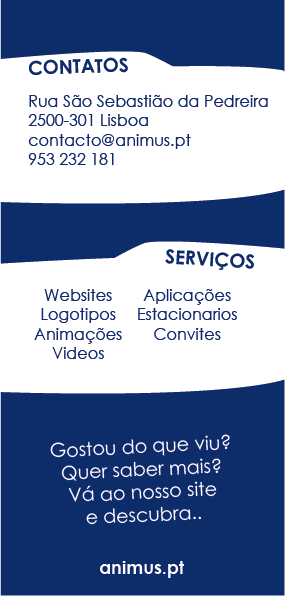 CONTATOS
Rua São Sebastião da Pedreira
2500-301 Lisboa
contacto@animus.pt
953 232 181
SERVIÇOS
Websites
Logotipos
Animações
Videos
Aplicações
Estacionarios
Convites
Gostou do que viu?
Quer saber mais?
Vá ao nosso site
e descubra..
animus.pt